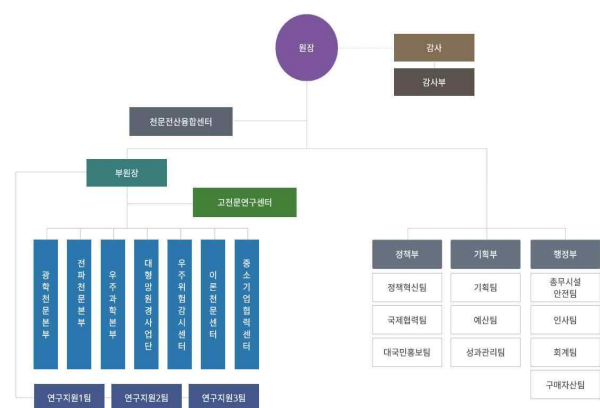 원장
감사
감사부
천문전산융합센터
부원장
고천문연구센터
광학천문본부
전파천문본부
우주과학본부
대형망원경사업단
우주위험감시센터
이론천문센터
중소기업협력센터
연구지원1팀
연구지원2팀
연구지원3팀
정책부
기획부
행정부
정책혁신팀
기획팀
총무시설
안전팀
국제협력팀
예산팀
인사팀
대국민홍보팀
성과관리팀
회계팀
구매자산팀